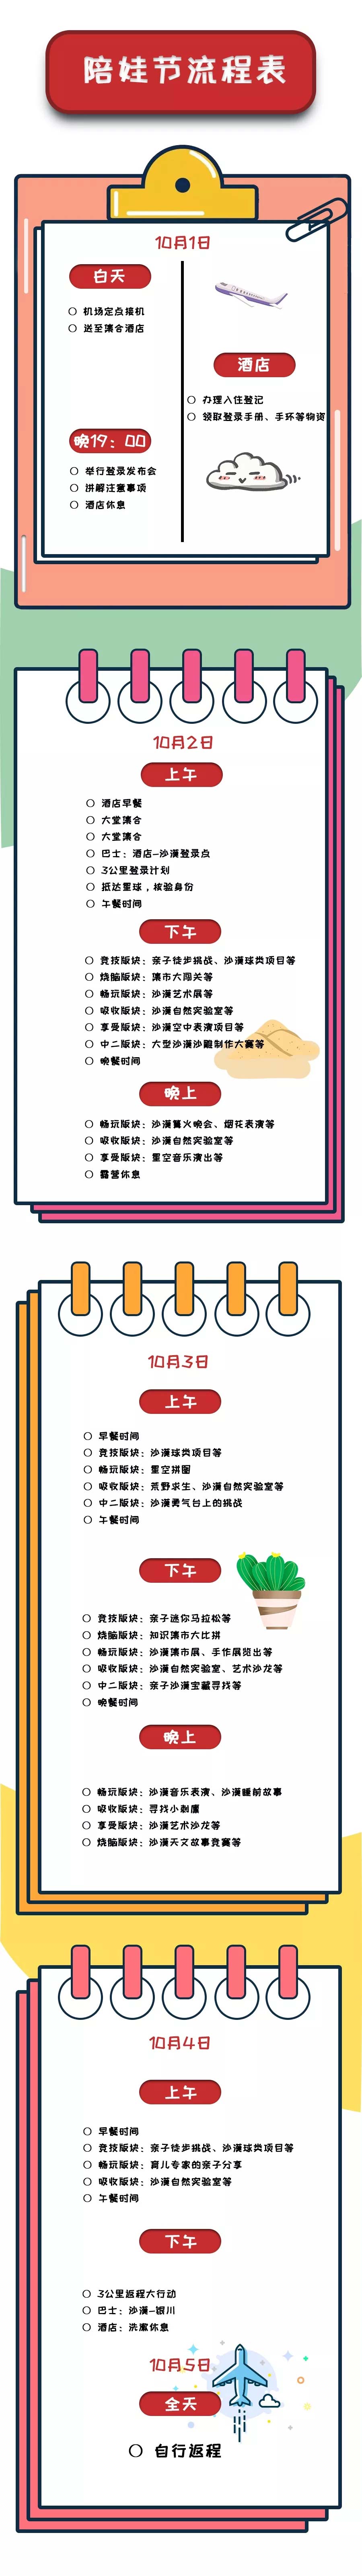 陪娃节流程表
10月1日
白天
〇 机场定点接机
〇 送至集合酒店
酒店
〇 办理入住登记
〇 领取登录手册、手环等物资
晚19：00
〇 举行登录发布会
〇 讲解注意事项
〇 酒店休息
10月2日
上午
〇 酒店早餐
〇 大堂集合
〇 大堂集合
〇 巴士：酒店-沙漠登录点
〇 3公里登录计划
〇 抵达星球，核验身份
〇 午餐时间
下午
〇 竞技版块：亲子徒步挑战、沙漠球类项目等
〇 烧脑版块：集市大闯关等
〇 畅玩版块：沙漠艺术展等
〇 吸收版块：沙漠自然实验室等
〇 享受版块：沙漠空中表演项目等
〇 中二版块：大型沙漠沙雕制作大赛等
〇 晚餐时间
晚上
〇 畅玩版块：沙漠篝火晚会、烟花表演等
〇 吸收版块：沙漠自然实验室等
〇 享受版块：星空音乐演出等
〇 露营休息
10月3日
上午
〇 早餐时间
〇 竞技版块：沙漠球类项目等
〇 畅玩版块：星空拼图
〇 吸收版块：荒野求生、沙漠自然实验室等
〇 中二版块：沙漠勇气台上的挑战
〇 午餐时间
下午
〇 竞技版块：亲子迷你马拉松等
〇 烧脑版块：知识集市大比拼
〇 畅玩版块：沙漠集市展、手作展览出等
〇 吸收版块：沙漠自然实验室、艺术沙龙等
〇 中二版块：亲子沙漠宝藏寻找等
〇 晚餐时间
晚上
〇 畅玩版块：沙漠音乐表演、沙漠睡前故事
〇 吸收版块：寻找小刺鹰
〇 享受版块：沙漠艺术沙龙等
〇 烧脑版块：沙漠天文故事竞赛等
10月4日
上午
〇 早餐时间
〇 竞技版块：亲子徒步挑战、沙漠球类项目等
〇 畅玩版块：育儿专家的亲子分享
〇 吸收版块：沙漠自然实验室等
〇 午餐时间
下午
〇 3公里返程大行动
〇 巴士：沙漠-银川
〇 酒店：洗漱休息
10月5日
全天
〇 自行返程